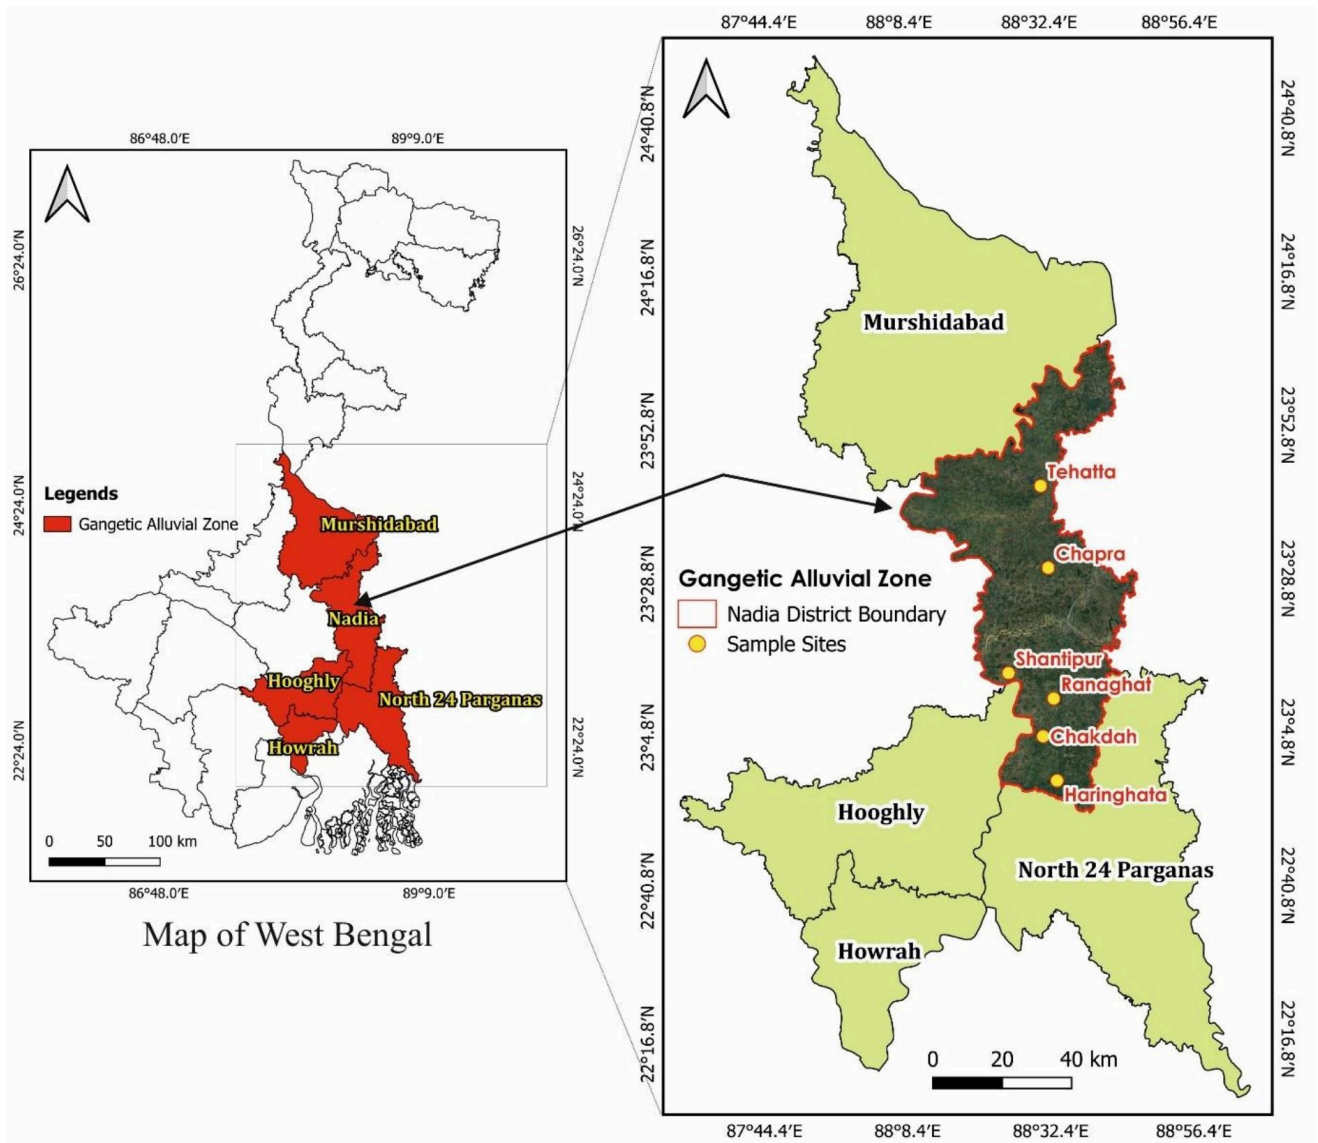 86°48.0'E
89°9.0'E
26°24.0'N
26°24.0'N
Legends
Gangetic Alluvial Zone
24°24.0'N
24°24.0'N
Murshidabad
Nadia
Hooghly
North 24 Parganas
Howrah
22°24.0'N
22°24.0'N
0 50 100 km
86°48.0'E
89°9.0'E
Map of West Bengal
87°44.4'E
88°8.4'E
88°32.4'E
88°56.4'E
24°40.8'N
24°40.8'N
24°16.8'N
24°16.8'N
Murshidabad
23°52.8'N
23°52.8'N
Tehatta
Chapra
23°28.8'N
23°28.8'N
Gangetic Alluvial Zone
Nadia District Boundary
Sample Sites
Shantipur
Ranaghat
23°4.8'N
23°4.8'N
Chakdah
Haringhata
Hooghly
North 24 Parganas
22°40.8'N
22°40.8'N
Howrah
22°16.8'N
22°16.8'N
0 20 40 km
87°44.4'E
88°8.4'E
88°32.4'E
88°56.4'E